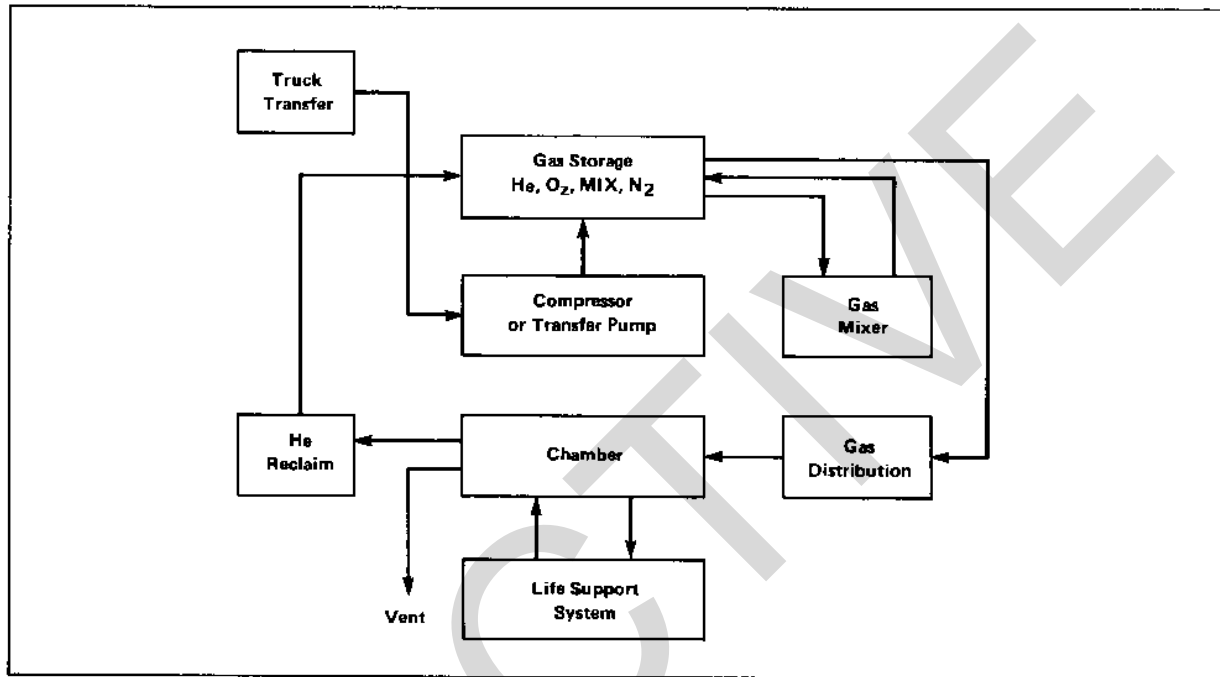 Truck
Transfer
Gas Storage
He, O₂, MIX, N₂
Compressor
or Transfer Pump
Gas
Mixer
He
Reclaim
Chamber
Gas
Distribution
Life Support
System
Vent
CTIVE